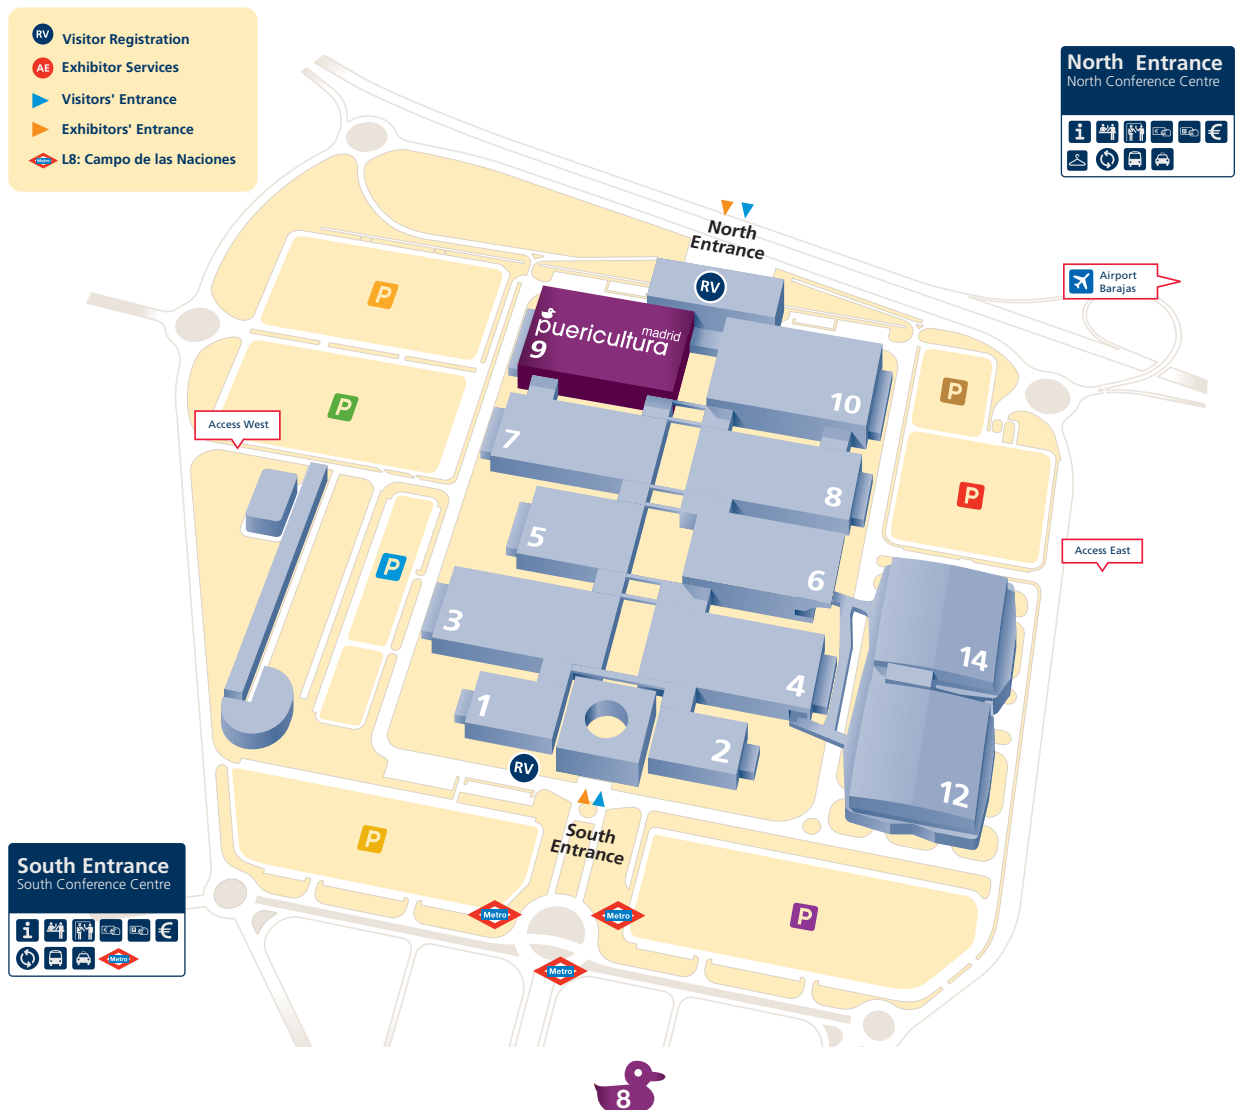 RV Visitor Registration
AE Exhibitor Services
Visitors' Entrance
Exhibitors' Entrance
Metro L8: Campo de las Naciones
North Entrance
North Conference Centre
i
€
North
Entrance
RV
Airport
Barajas
puericultura
madrid
9
10
P
P
P
P
P
Access West
7
8
5
6
Access East
3
4
14
1
2
12
RV
South
Entrance
P
P
South Entrance
South Conference Centre
i
€
Metro
Metro
Metro
Metro
8